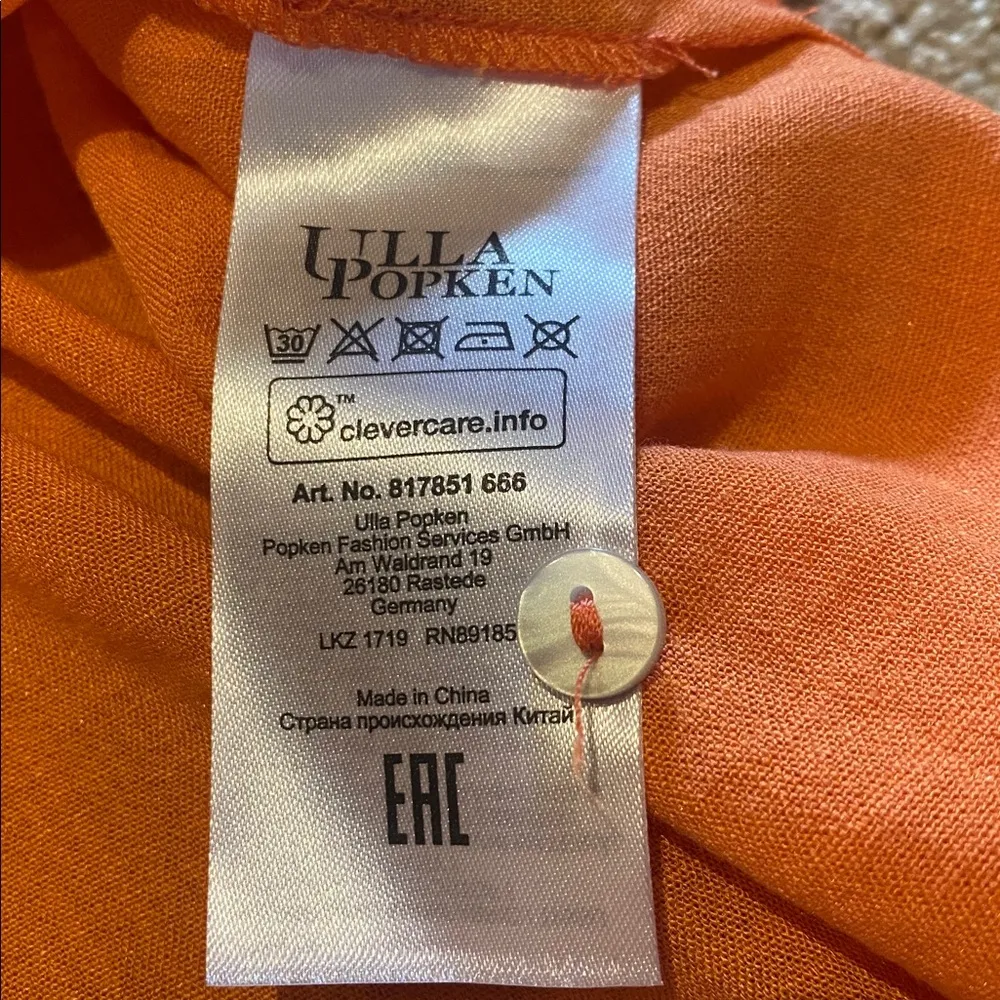 ULLA
POPKEN
30
™
clevercare.info
Art. No. 817851 666
Ulla Popken
Popken Fashion Services GmbH
Am Waldrand 19
26180 Rastede
Germany
LKZ 1719 RN89185
Made in China
Страна происхождения Китай
EAC